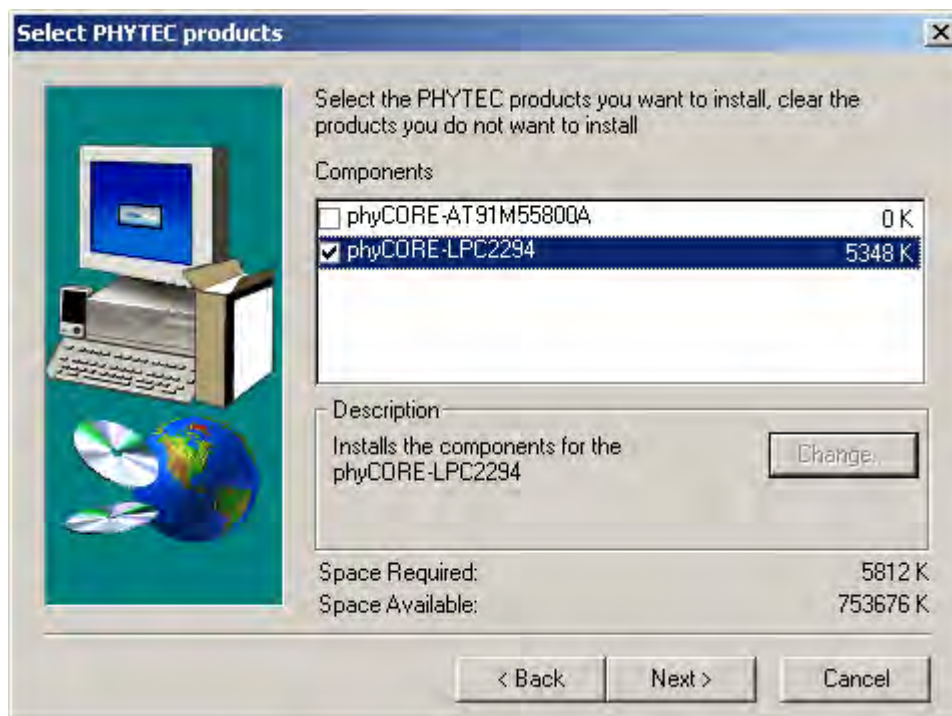 Select PHYTEC products
Select the PHYTEC products you want to install, clear the
products you do not want to install
Components
phyCORE-AT91M55800A 0 K
phyCORE-LPC2294 5348 K
Description
Installs the components for the
phyCORE-LPC2294
Change..
Space Required: 5812 K
Space Available: 753676 K
< Back Next > Cancel